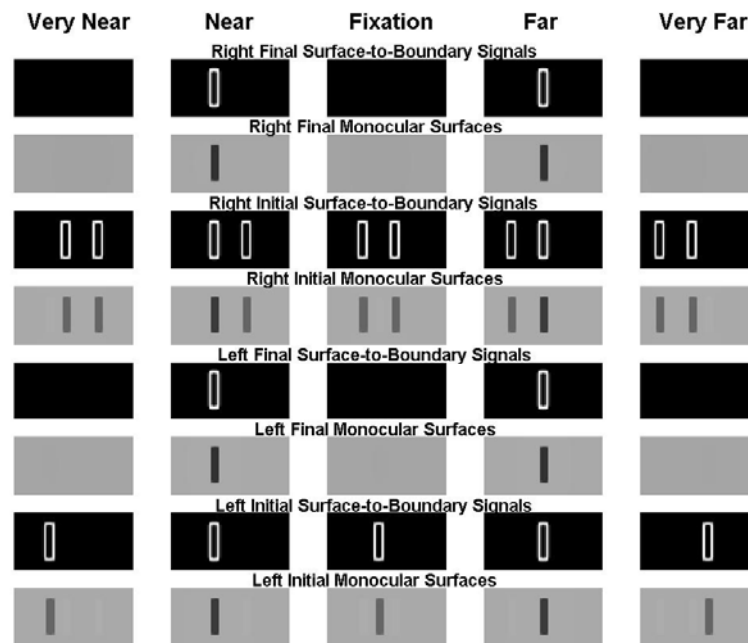 Very Near Near Fixation Far Very Far
Right Final Surface-to-Boundary Signals
Right Final Monocular Surfaces
Right Initial Surface-to-Boundary Signals
Right Initial Monocular Surfaces
Left Final Surface-to-Boundary Signals
Left Final Monocular Surfaces
Left Initial Surface-to-Boundary Signals
Left Initial Monocular Surfaces